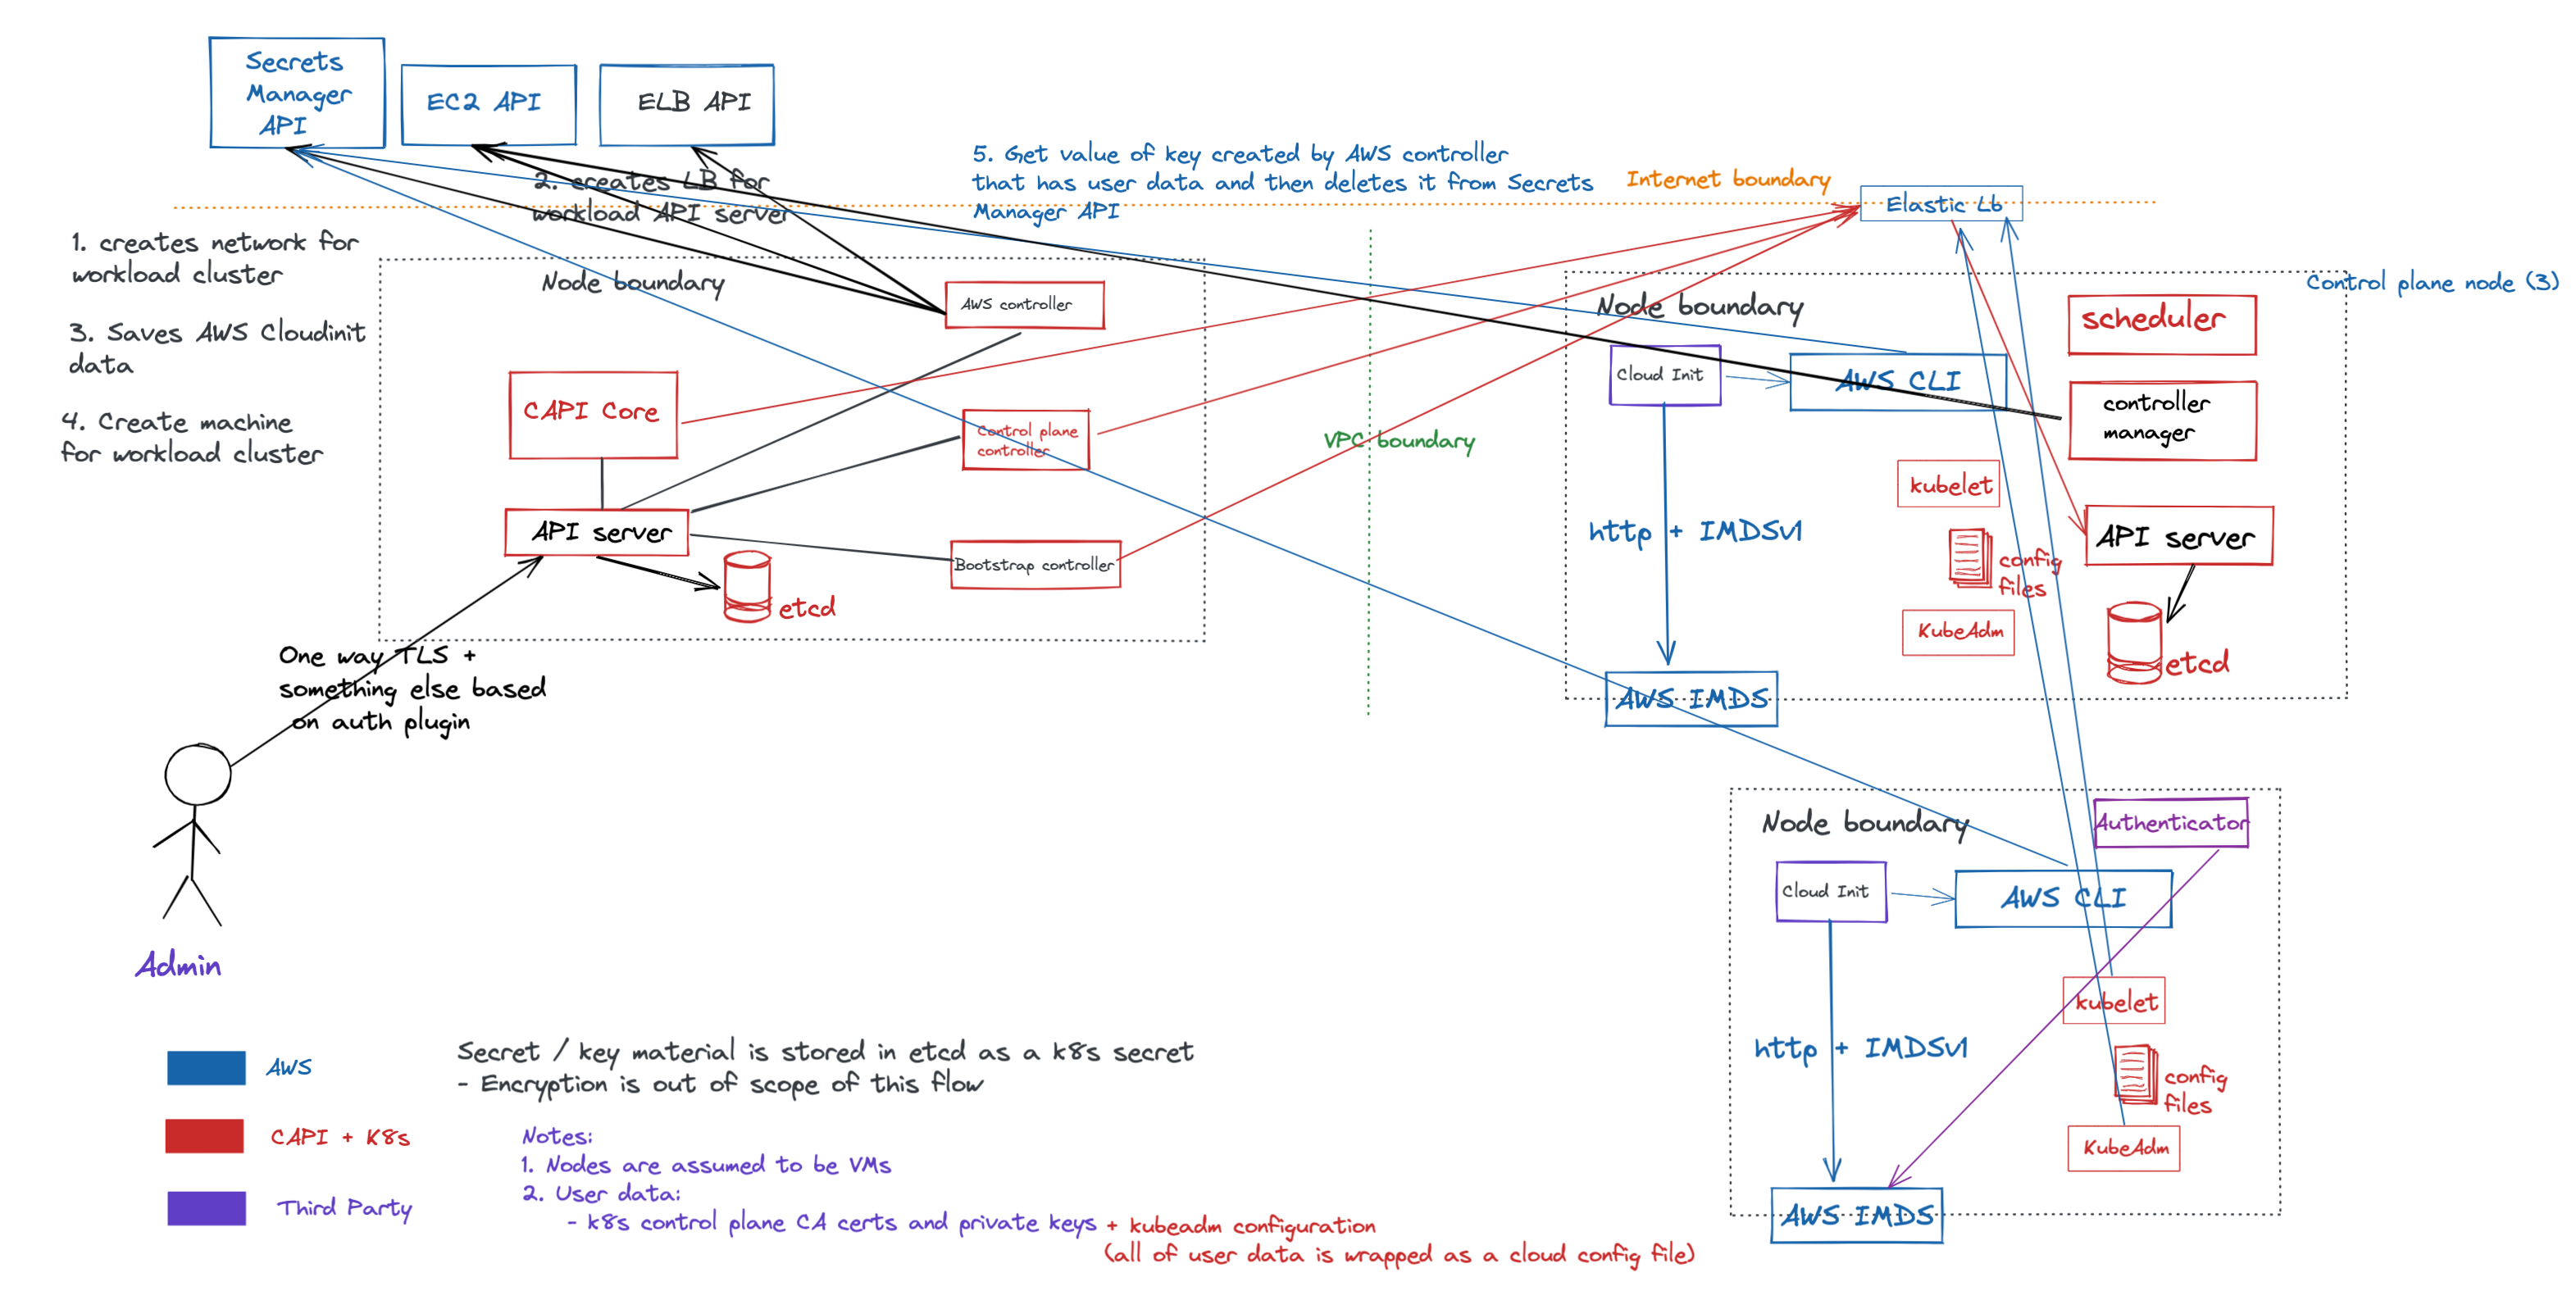 Secrets
Manager
API
EC2 API
ELB API
2. creates LB for
workload API server
5. Get value of key created by AWS controller
that has user data and then deletes it from Secrets
Manager API
Internet boundary
Elastic Lb
1. creates network for
workload cluster
3. Saves AWS Cloudinit
data
4. Create machine
for workload cluster
Node boundary
AWS controller
CAPI Core
Control plane
controller
API server
Bootstrap controller
etcd
VPC boundary
One way TLS +
something else based
on auth plugin
Admin
Control plane node (3)
Node boundary
scheduler
Cloud Init
AWS CLI
controller
manager
kubelet
http + IMDSv1
API server
config
files
KubeAdm
etcd
AWS IMDS
Node boundary
Authenticator
Cloud Init
AWS CLI
kubelet
http + IMDSv1
config
files
KubeAdm
AWS IMDS
AWS
CAPI + K8s
Third Party
Secret / key material is stored in etcd as a k8s secret
- Encryption is out of scope of this flow
Notes:
1. Nodes are assumed to be VMs
2. User data:
- k8s control plane CA certs and private keys + kubeadm configuration
(all of user data is wrapped as a cloud config file)